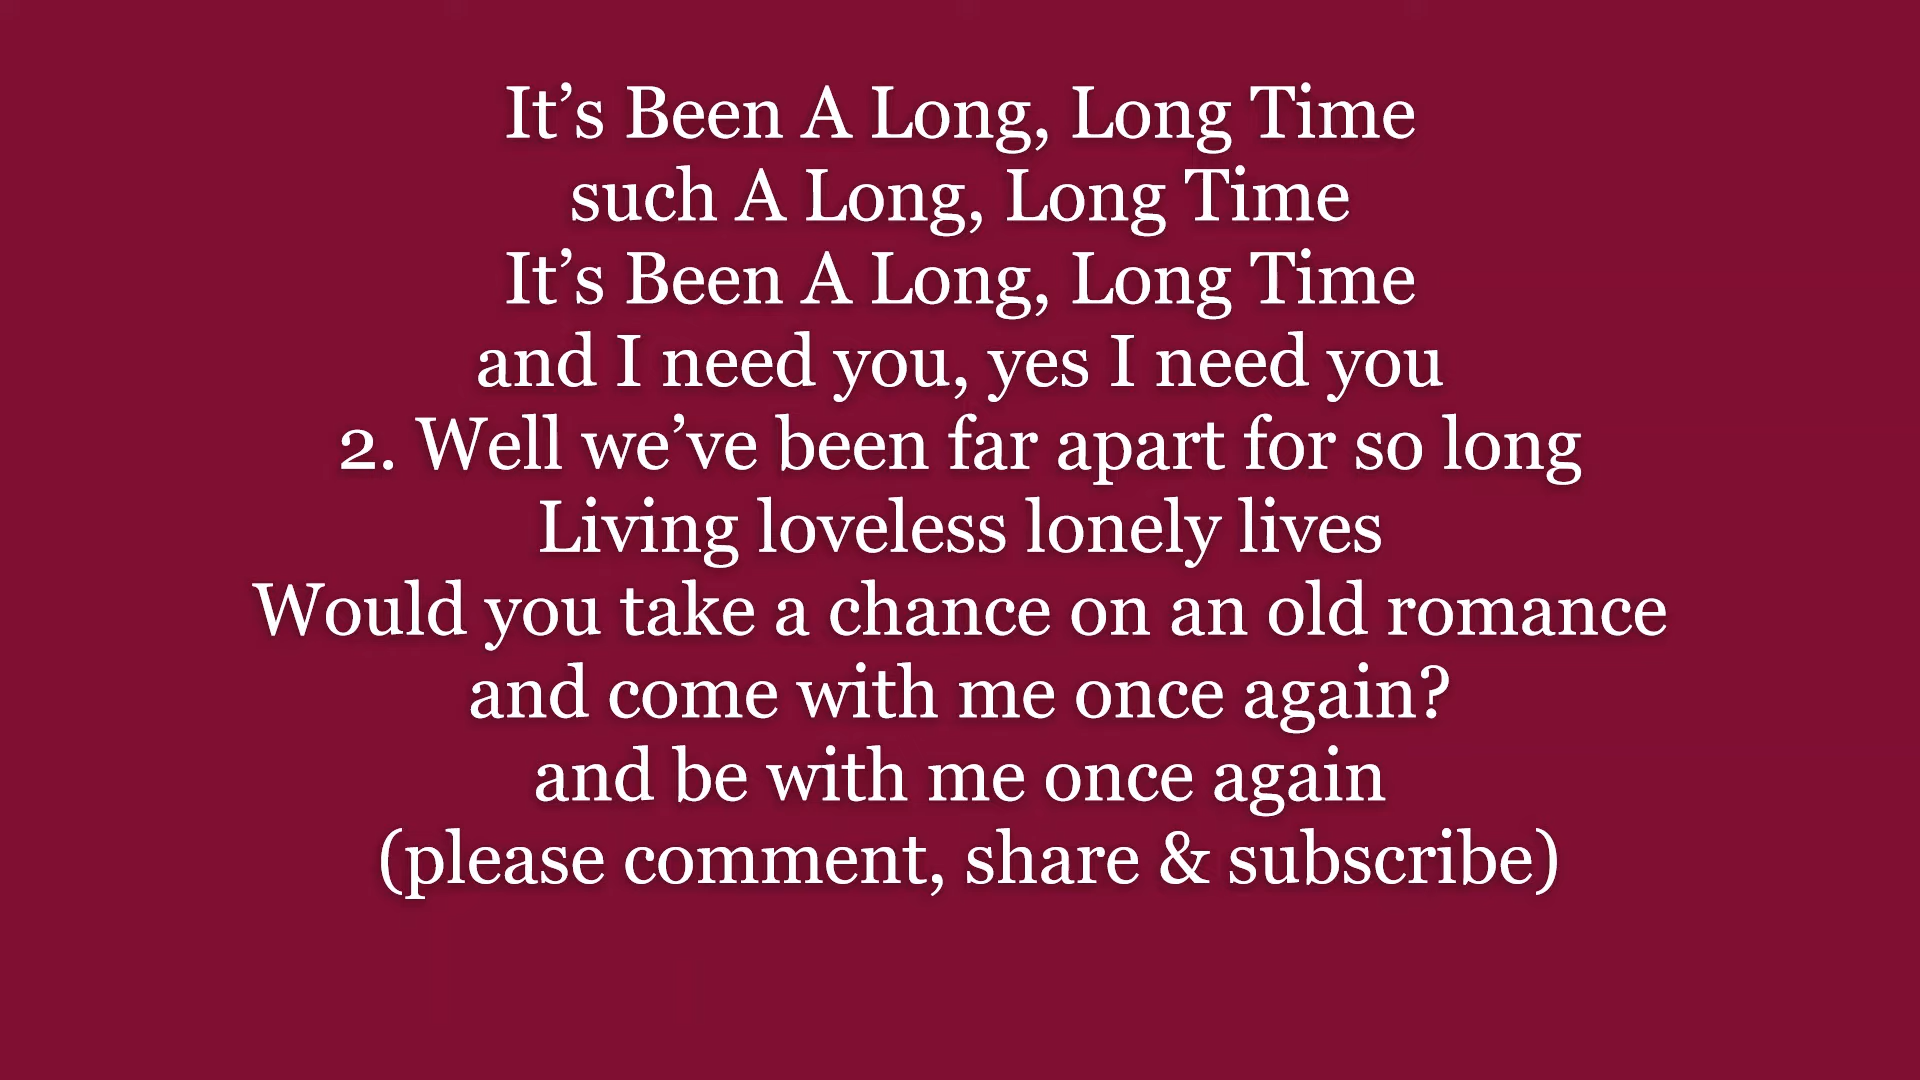 It’s Been A Long, Long Time
such A Long, Long Time
It’s Been A Long, Long Time
and I need you, yes I need you
2. Well we’ve been far apart for so long
Living loveless lonely lives
Would you take a chance on an old romance
and come with me once again?
and be with me once again
(please comment, share & subscribe)